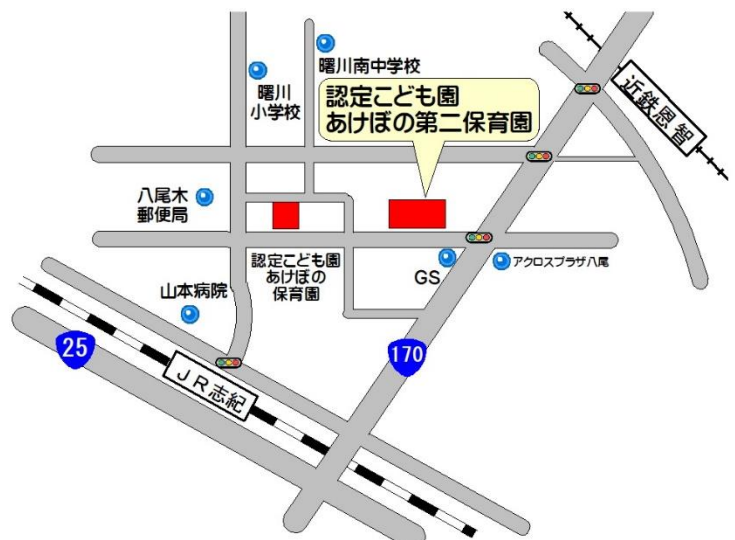 曙川南中学校
曙川
小学校
認定こども園
あけぼの第二保育園
近鉄恩智
八尾木
郵便局
認定こども園
あけぼの
保育園
GS
アクロスプラザ八尾
山本病院
25
170
JR志紀